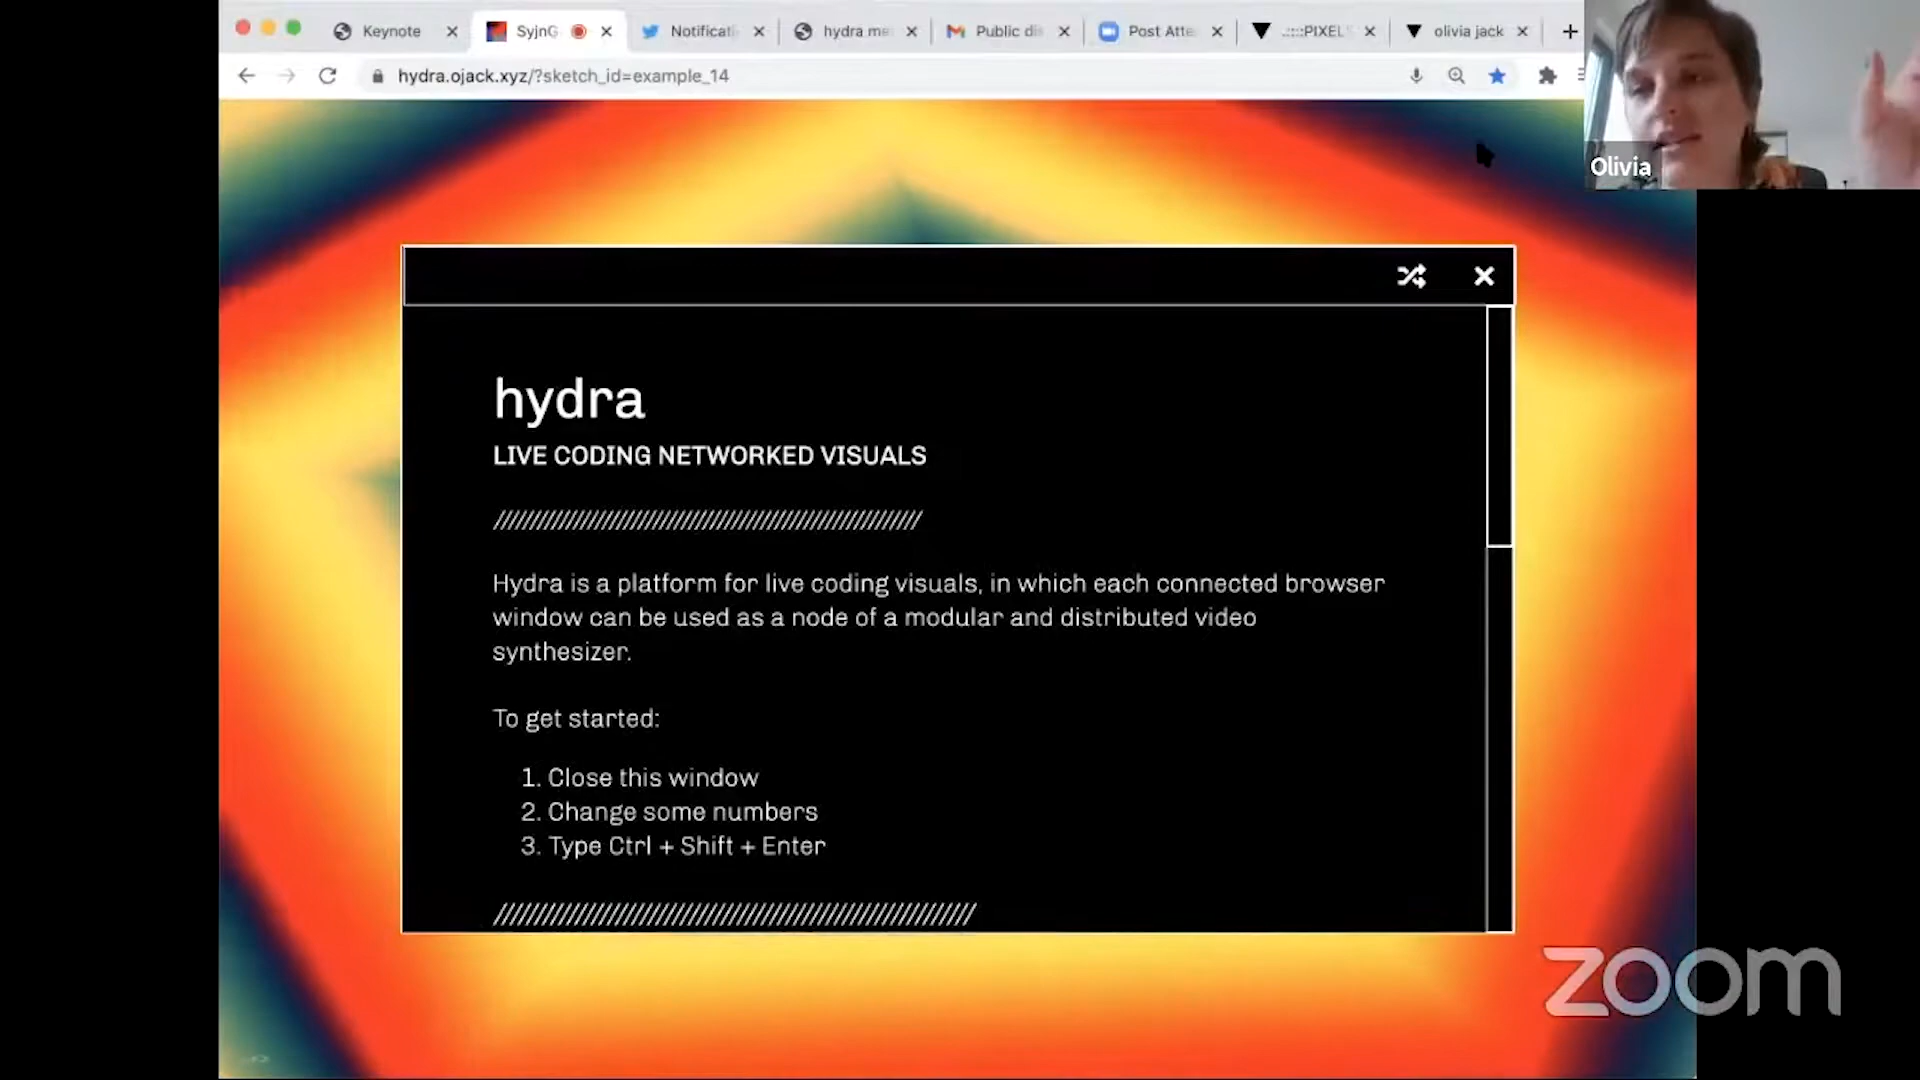 Keynote
SyjnG
Notificati
hydra me
Public di
Post Atte
.::::PIXEL
olivia jack
hydra.ojack.xyz/?sketch_id=example_14
Olivia
hydra
LIVE CODING NETWORKED VISUALS
Hydra is a platform for live coding visuals, in which each connected browser
window can be used as a node of a modular and distributed video
synthesizer.
To get started:
1. Close this window
2. Change some numbers
3. Type Ctrl + Shift + Enter
zoom